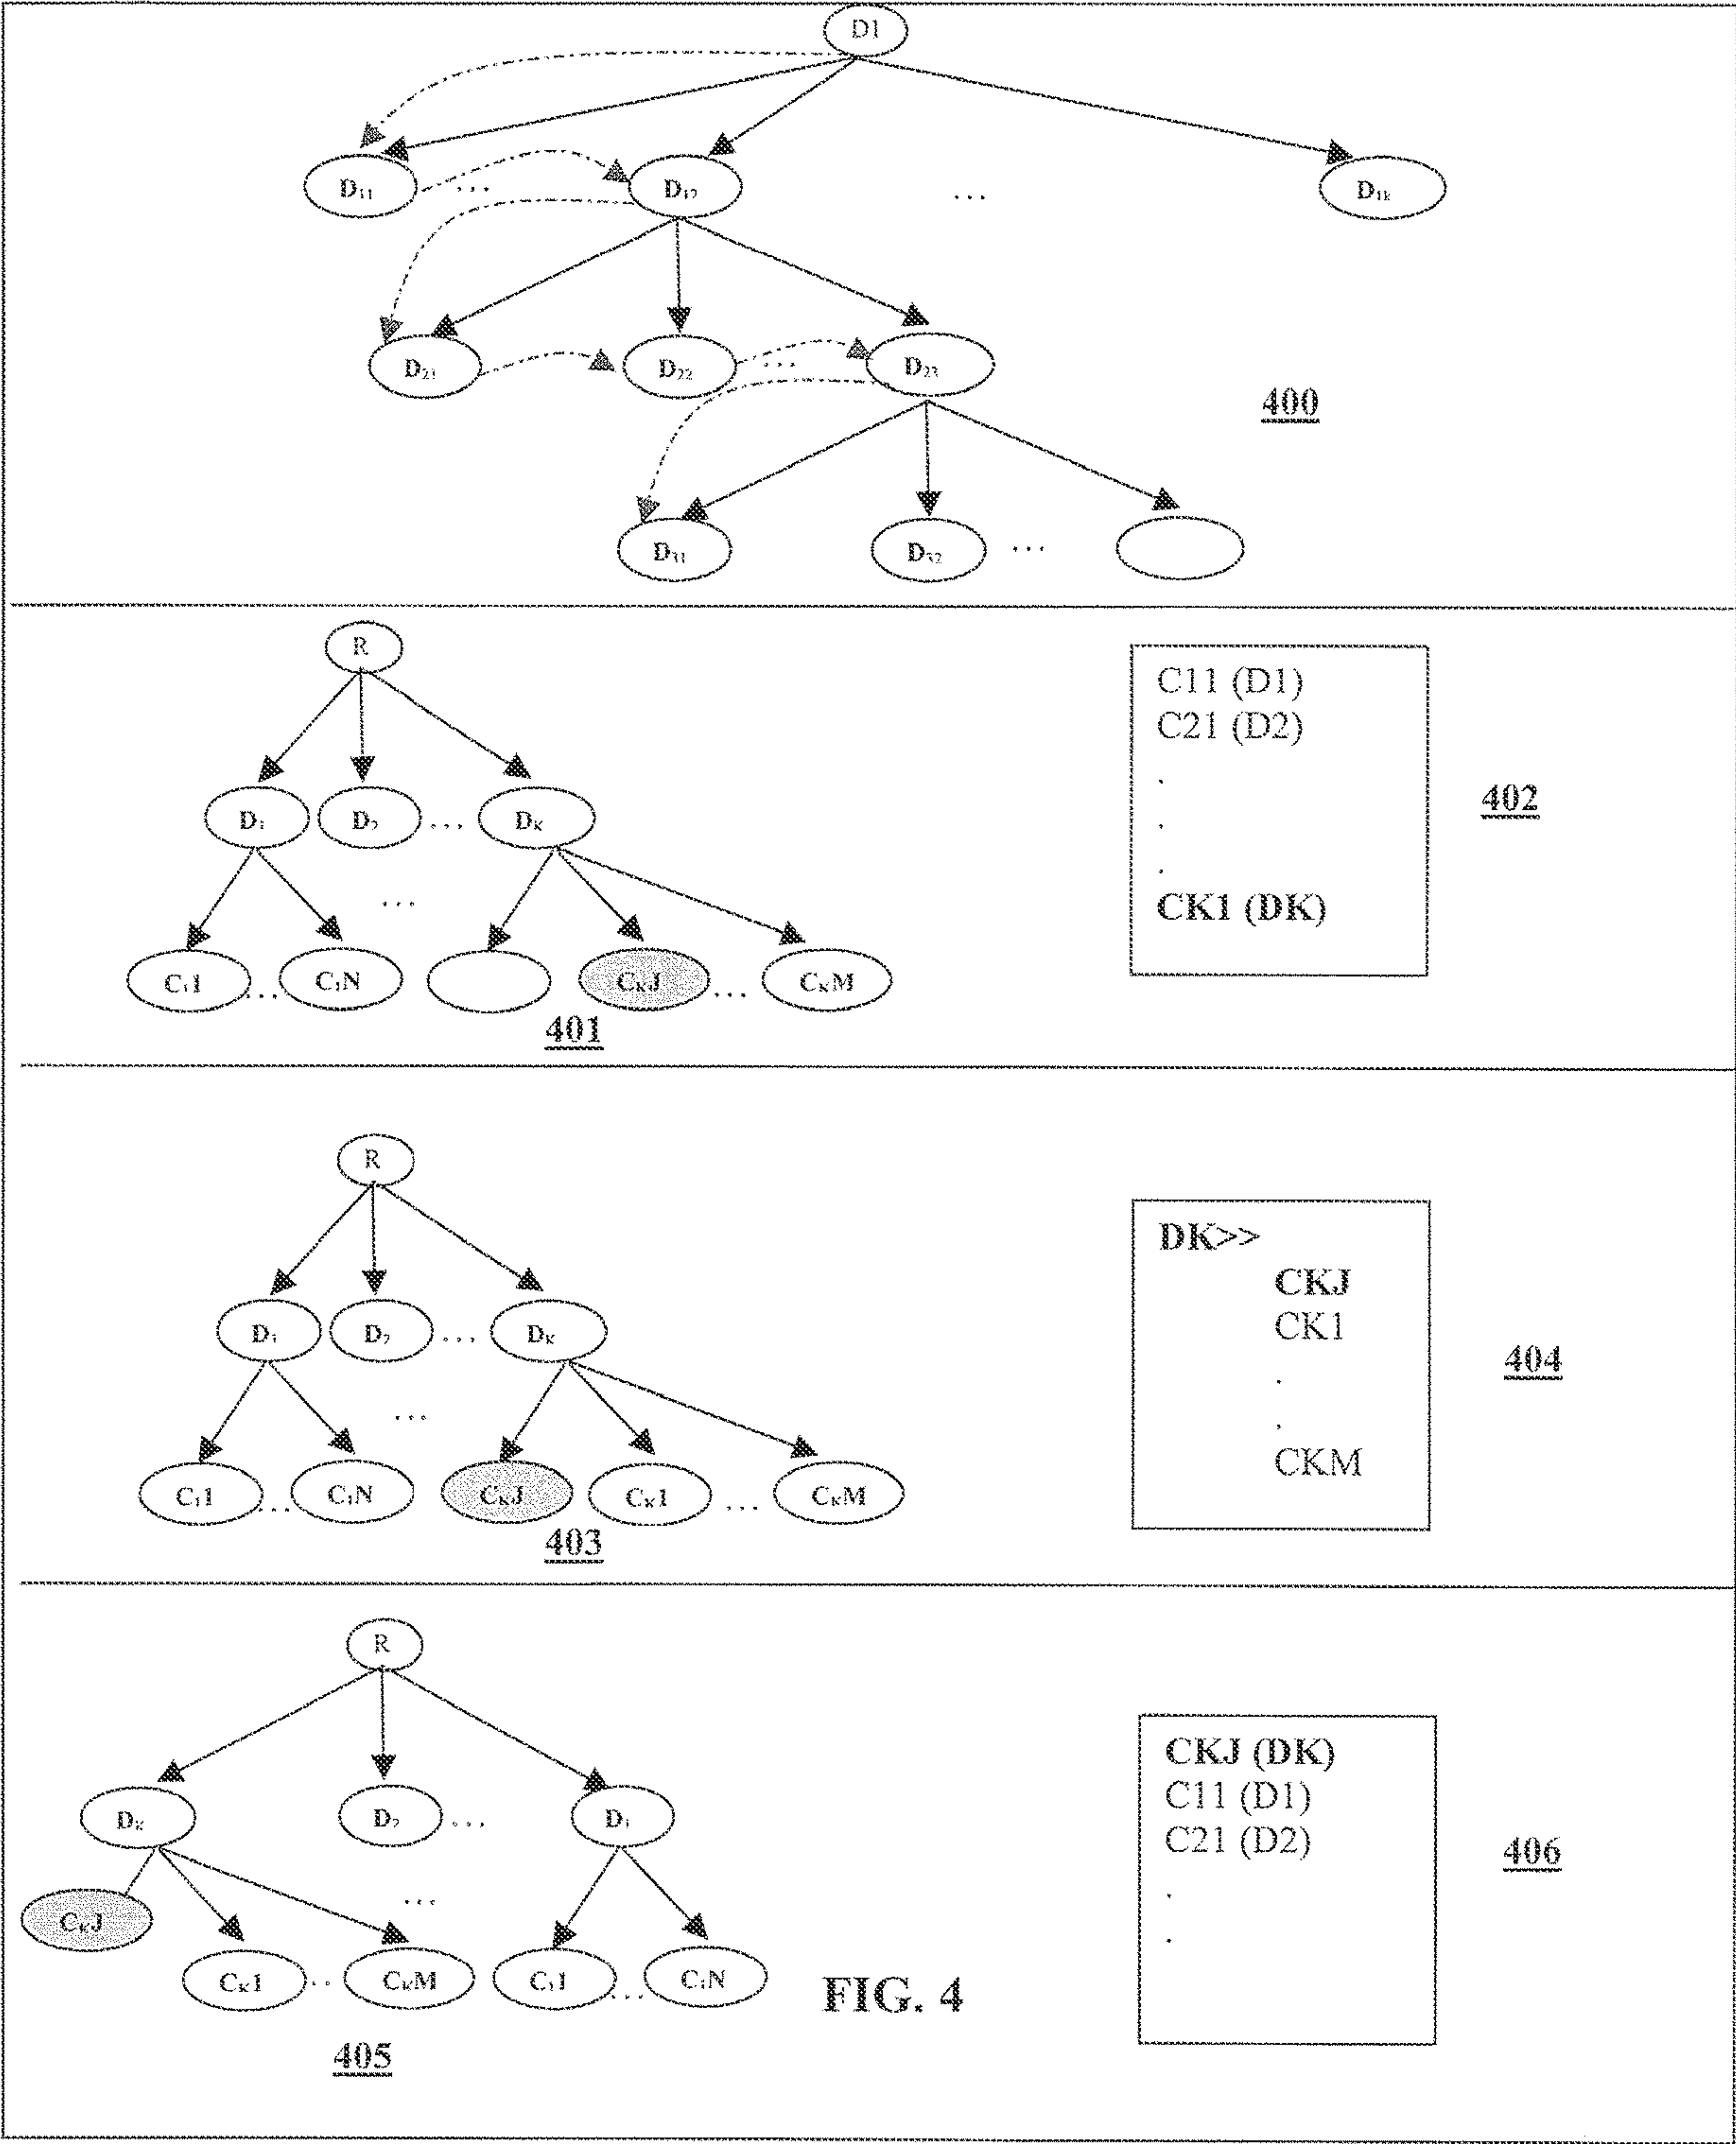 D1
D₁₁ ... D₁₂ ... D₁ₖ
D₂₁ D₂₂ ... D₂₃
400
D₃₁ D₃₂ ...
R
C11 (D1)
C21 (D2)
.
.
.
CK1 (DK)
402
D₁ D₂ ... Dₖ
...
C₁1 ... C₁N CₖJ ... CₖM
401
R
DK>>
CKJ
CK1
.
.
CKM
404
D₁ D₂ ... Dₖ
...
C₁1 ... C₁N CₖJ Cₖ1 ... CₖM
403
R
CKJ (DK)
C11 (D1)
C21 (D2)
.
.
406
Dₖ D₂ ... D₁
...
CₖJ
Cₖ1 .. CₖM C₁1 ... C₁N
FIG. 4
405